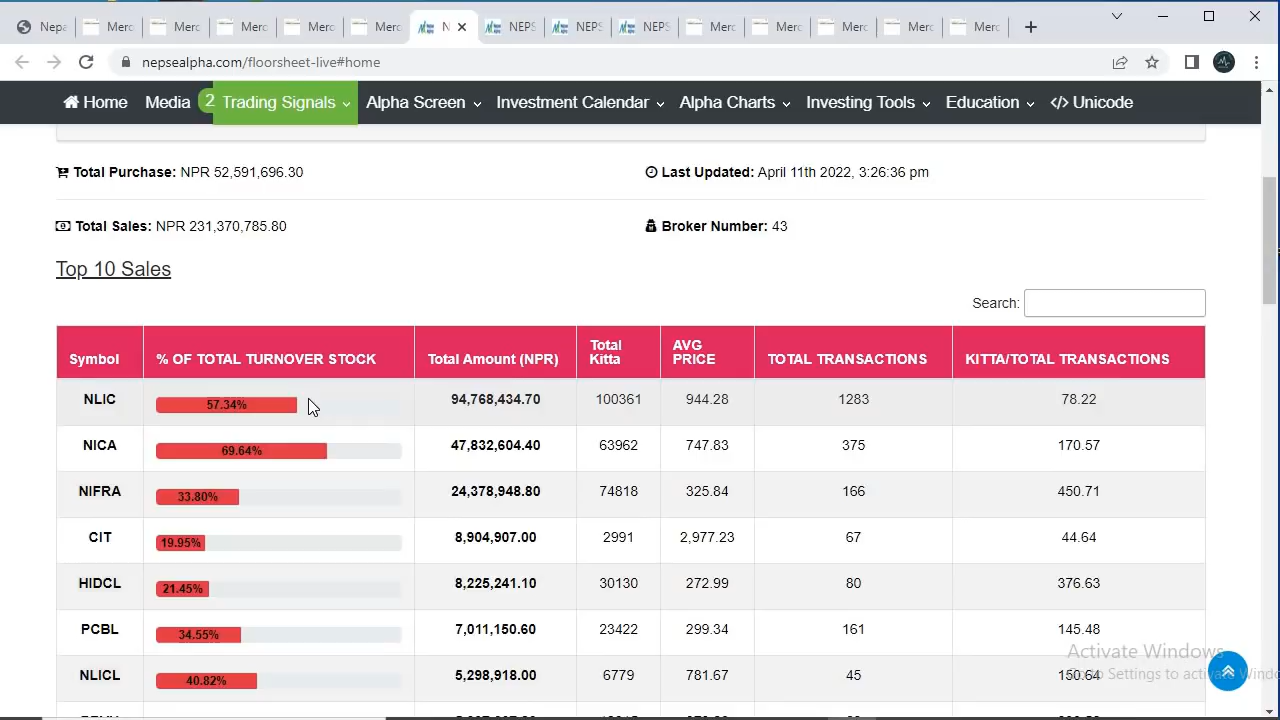 Nepa Merc Merc Merc Merc Merc N NEPS NEPS NEPS Merc Merc Merc Merc Merc
nepsealpha.com/floorsheet-live#home
Home Media 2 Trading Signals Alpha Screen Investment Calendar Alpha Charts Investing Tools Education </> Unicode
Total Purchase: NPR 52,591,696.30 Last Updated: April 11th 2022, 3:26:36 pm
Total Sales: NPR 231,370,785.80 Broker Number: 43
Top 10 Sales
Search:
Symbol % OF TOTAL TURNOVER STOCK Total Amount (NPR) Total Kitta AVG PRICE TOTAL TRANSACTIONS KITTA/TOTAL TRANSACTIONS
NLIC 57.34% 94,768,434.70 100361 944.28 1283 78.22
NICA 69.64% 47,832,604.40 63962 747.83 375 170.57
NIFRA 33.80% 24,378,948.80 74818 325.84 166 450.71
CIT 19.95% 8,904,907.00 2991 2,977.23 67 44.64
HIDCL 21.45% 8,225,241.10 30130 272.99 80 376.63
PCBL 34.55% 7,011,150.60 23422 299.34 161 145.48
Activate Windows
NLICL 40.82% 5,298,918.00 6779 781.67 45 150.64